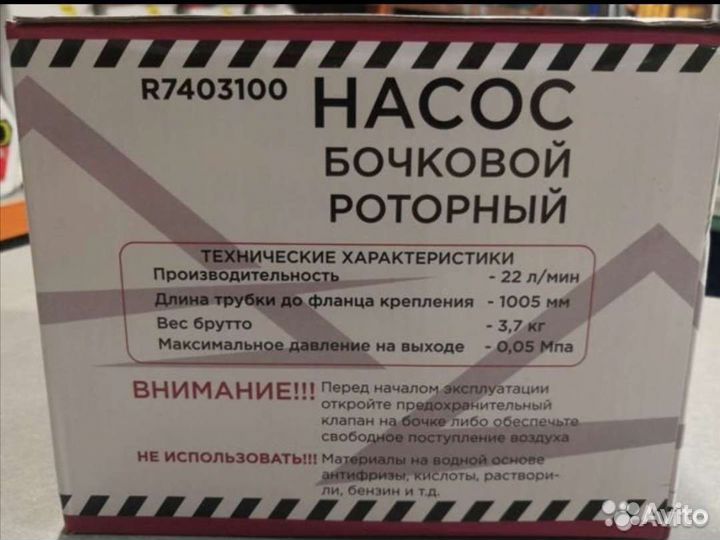 R7403100 НАСОС
БОЧКОВОЙ
РОТОРНЫЙ
ТЕХНИЧЕСКИЕ ХАРАКТЕРИСТИКИ
Производительность - 22 л/мин
Длина трубки до фланца крепления - 1005 мм
Вес брутто - 3,7 кг
Максимальное давление на выходе - 0,05 Мпа
ВНИМАНИЕ!!! Перед началом эксплуатации
откройте предохранительный
клапан на бочке либо обеспечьте
свободное поступление воздуха
НЕ ИСПОЛЬЗОВАТЬ!!! Материалы на водной основе
антифризы, кислоты, раствори-
ли, бензин и т.д.
Avito